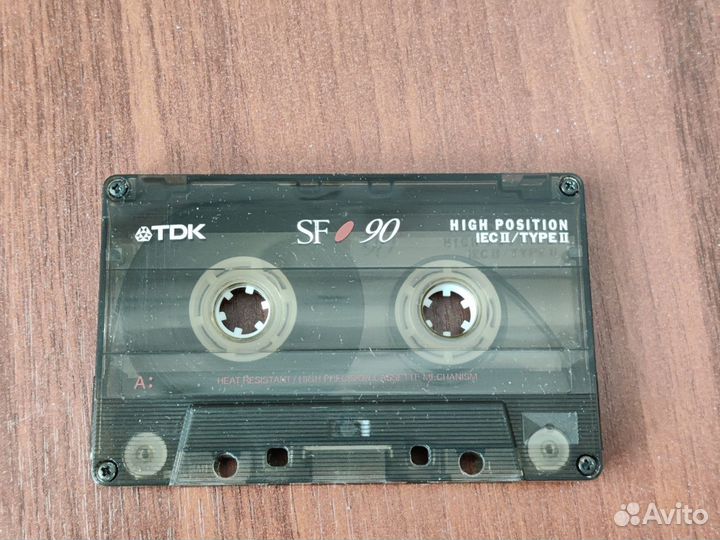 TDK SF 90 HIGH POSITION
IEC II / TYPE II
A: HEAT RESISTANT / HIGH PRECISION CASSETTE MECHANISM
Avito